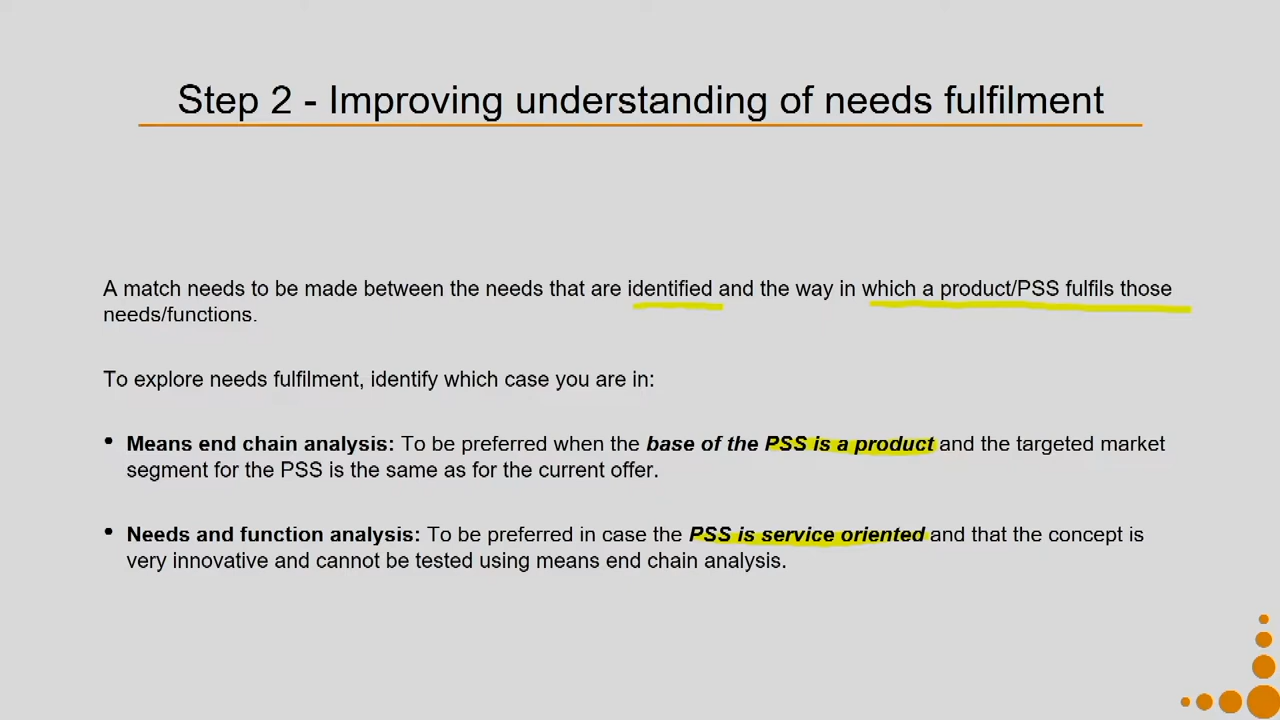 Step 2 - Improving understanding of needs fulfilment
A match needs to be made between the needs that are identified and the way in which a product/PSS fulfils those
needs/functions.
To explore needs fulfilment, identify which case you are in:
• Means end chain analysis: To be preferred when the base of the PSS is a product and the targeted market
segment for the PSS is the same as for the current offer.
• Needs and function analysis: To be preferred in case the PSS is service oriented and that the concept is
very innovative and cannot be tested using means end chain analysis.